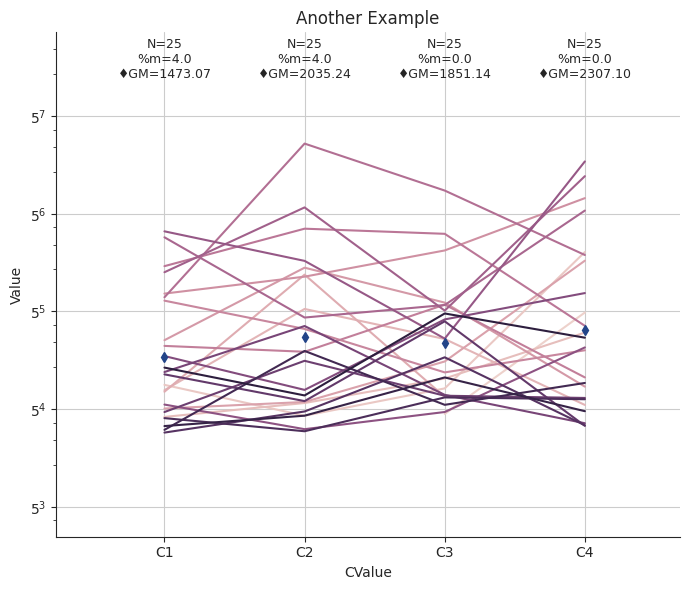 Another Example
N=25 N=25 N=25 N=25
%m=4.0 %m=4.0 %m=0.0 %m=0.0
♦GM=1473.07 ♦GM=2035.24 ♦GM=1851.14 ♦GM=2307.10
5⁷
5⁶
5⁵
5⁴
5³
Value
C1 C2 C3 C4
CValue